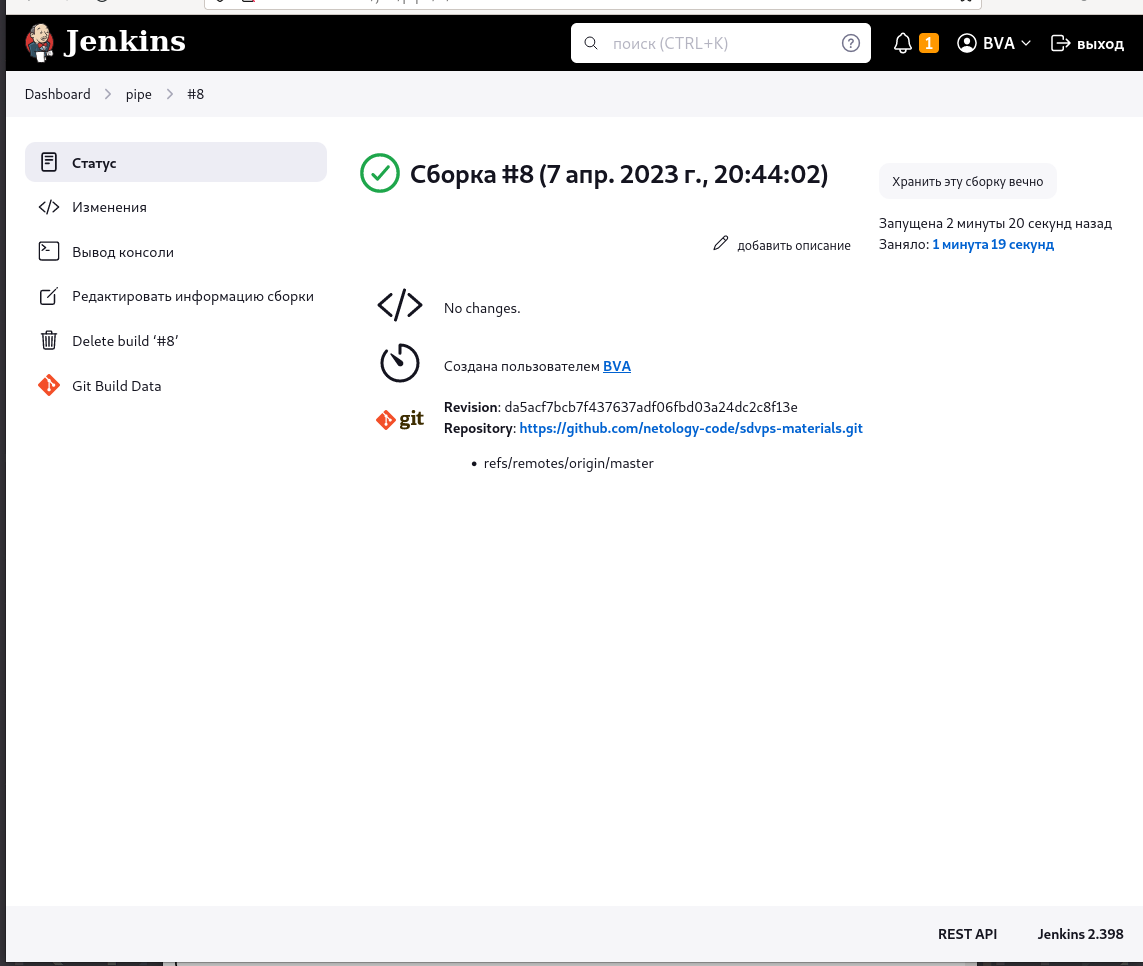 Jenkins
поиск (CTRL+K)
1
BVA
выход
Dashboard
pipe
#8
Статус
Изменения
Вывод консоли
Редактировать информацию сборки
Delete build ‘#8’
Git Build Data
Сборка #8 (7 апр. 2023 г., 20:44:02)
добавить описание
Хранить эту сборку вечно
Запущена 2 минуты 20 секунд назад
Заняло: 1 минута 19 секунд
No changes.
Создана пользователем BVA
git
Revision: da5acf7bcb7f437637adf06fbd03a24dc2c8f13e
Repository: https://github.com/netology-code/sdvps-materials.git
• refs/remotes/origin/master
REST API
Jenkins 2.398